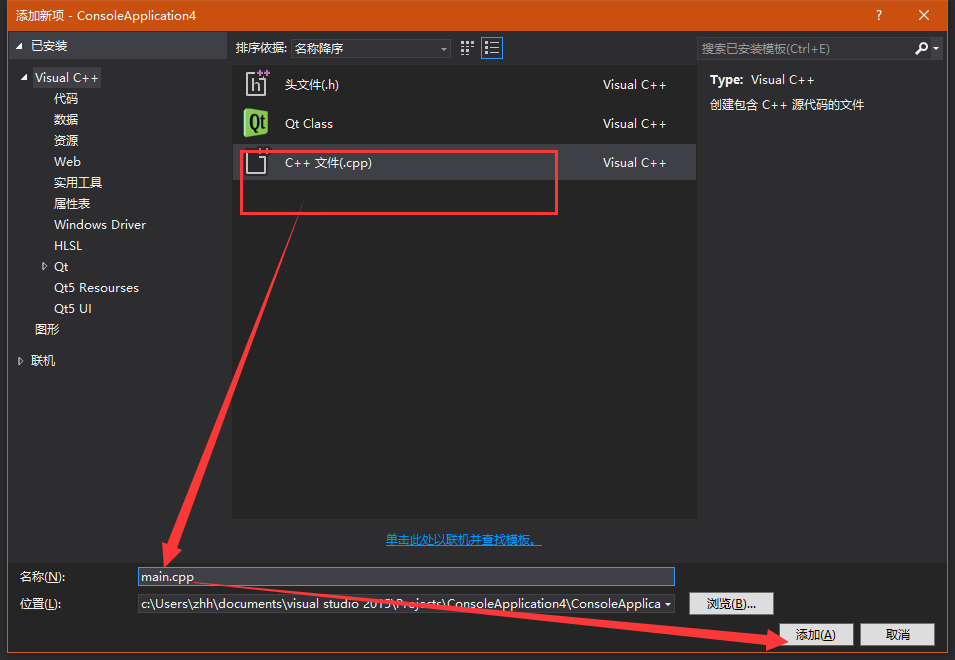 添加新项 - ConsoleApplication4
?
已安装
排序依据: 名称降序
搜索已安装模板(Ctrl+E)
Visual C++
代码
数据
资源
Web
实用工具
属性表
Windows Driver
HLSL
Qt
Qt5 Resourses
Qt5 UI
图形
联机
头文件(.h) Visual C++
Qt Class Visual C++
C++ 文件(.cpp) Visual C++
Type: Visual C++
创建包含 C++ 源代码的文件
单击此处以联机并查找模板。
名称(N): main.cpp
位置(L): c:\Users\zhh\documents\visual studio 2015\Projects\ConsoleApplication4\ConsoleApplica
浏览(B)...
添加(A) 取消